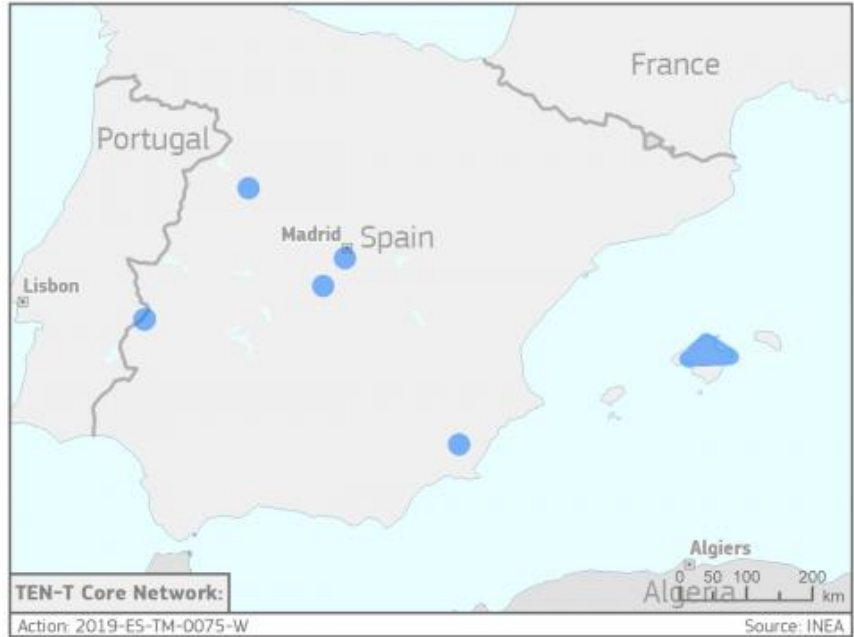 France
Portugal
Madrid
Spain
Lisbon
Algiers
Algeria
0 50 100 200
km
TEN-T Core Network:
Action: 2019-ES-TM-0075-W
Source: INEA